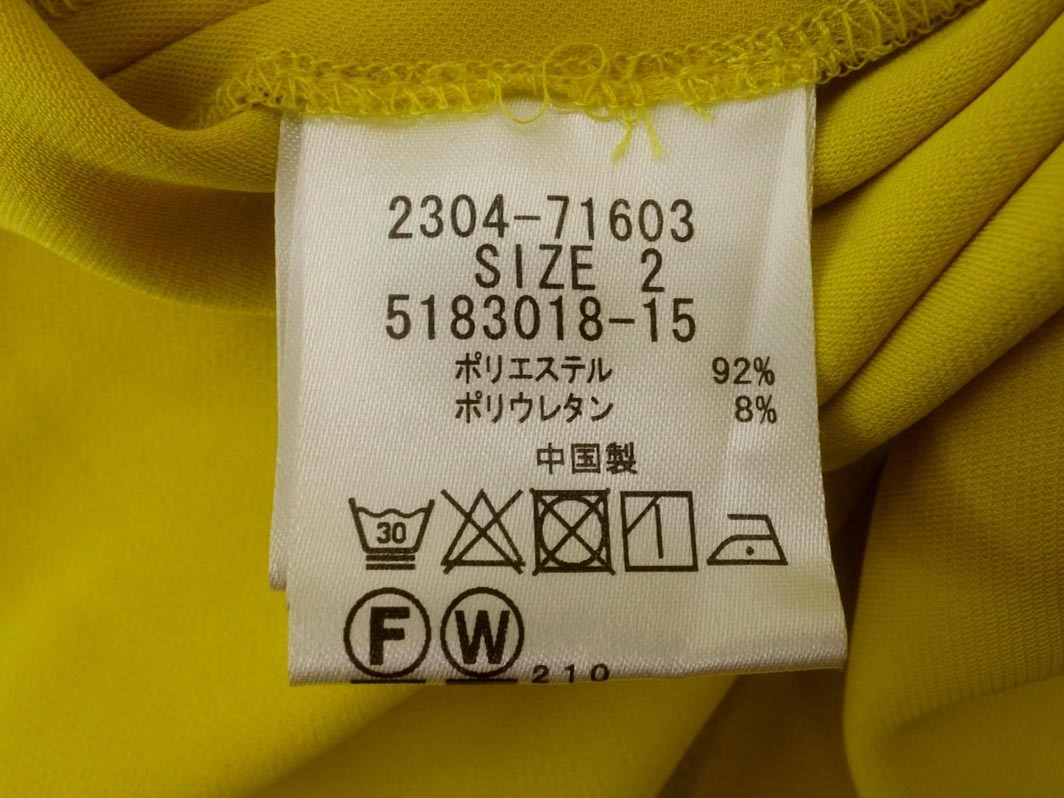 2304-71603
SIZE 2
5183018-15
ポリエステル 92%
ポリウレタン 8%
中国製
30
F W 210